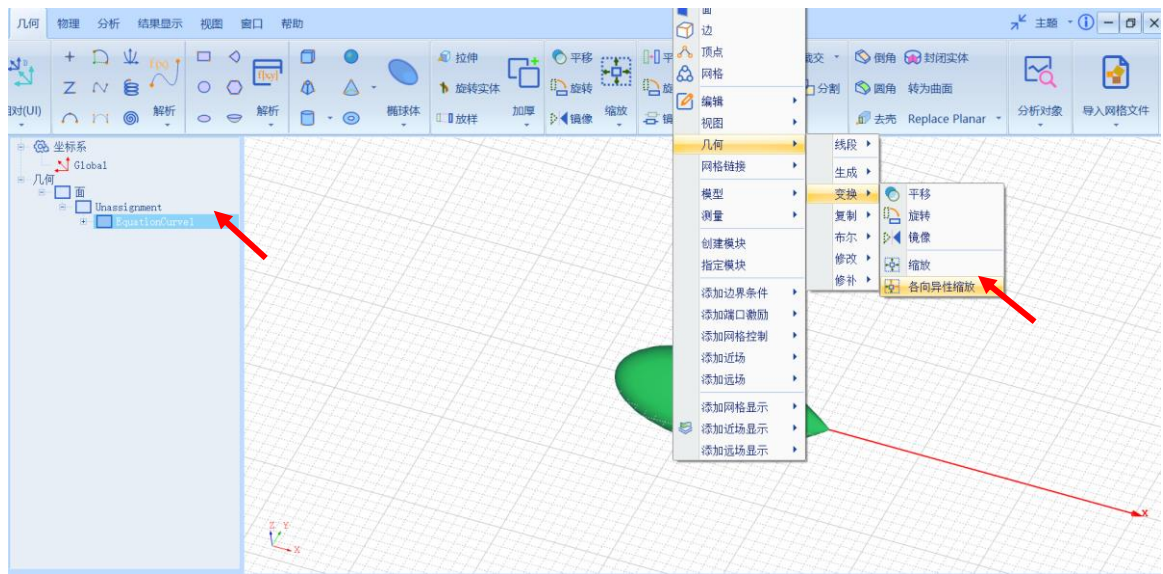 几何 物理 分析 结果显示 视图 窗口 帮助
主题
f(x)
解析
f(x,y)
解析
椭球体
拉伸
旋转实体
放样
加厚
平移
旋转
镜像
缩放
分割
倒角
圆角
去壳
封闭实体
转为曲面
Replace Planar
分析对象
导入网格文件
坐标系
Global
几何
面
Unassignment
EquationCurve1
面
边
顶点
网格
编辑
视图
几何
网格链接
模型
测量
创建模块
指定模块
添加边界条件
添加端口激励
添加网格控制
添加近场
添加远场
添加网格显示
添加近场显示
添加远场显示
线段
生成
变换
复制
布尔
修改
修补
平移
旋转
镜像
缩放
各向异性缩放
X
Z
Y
X